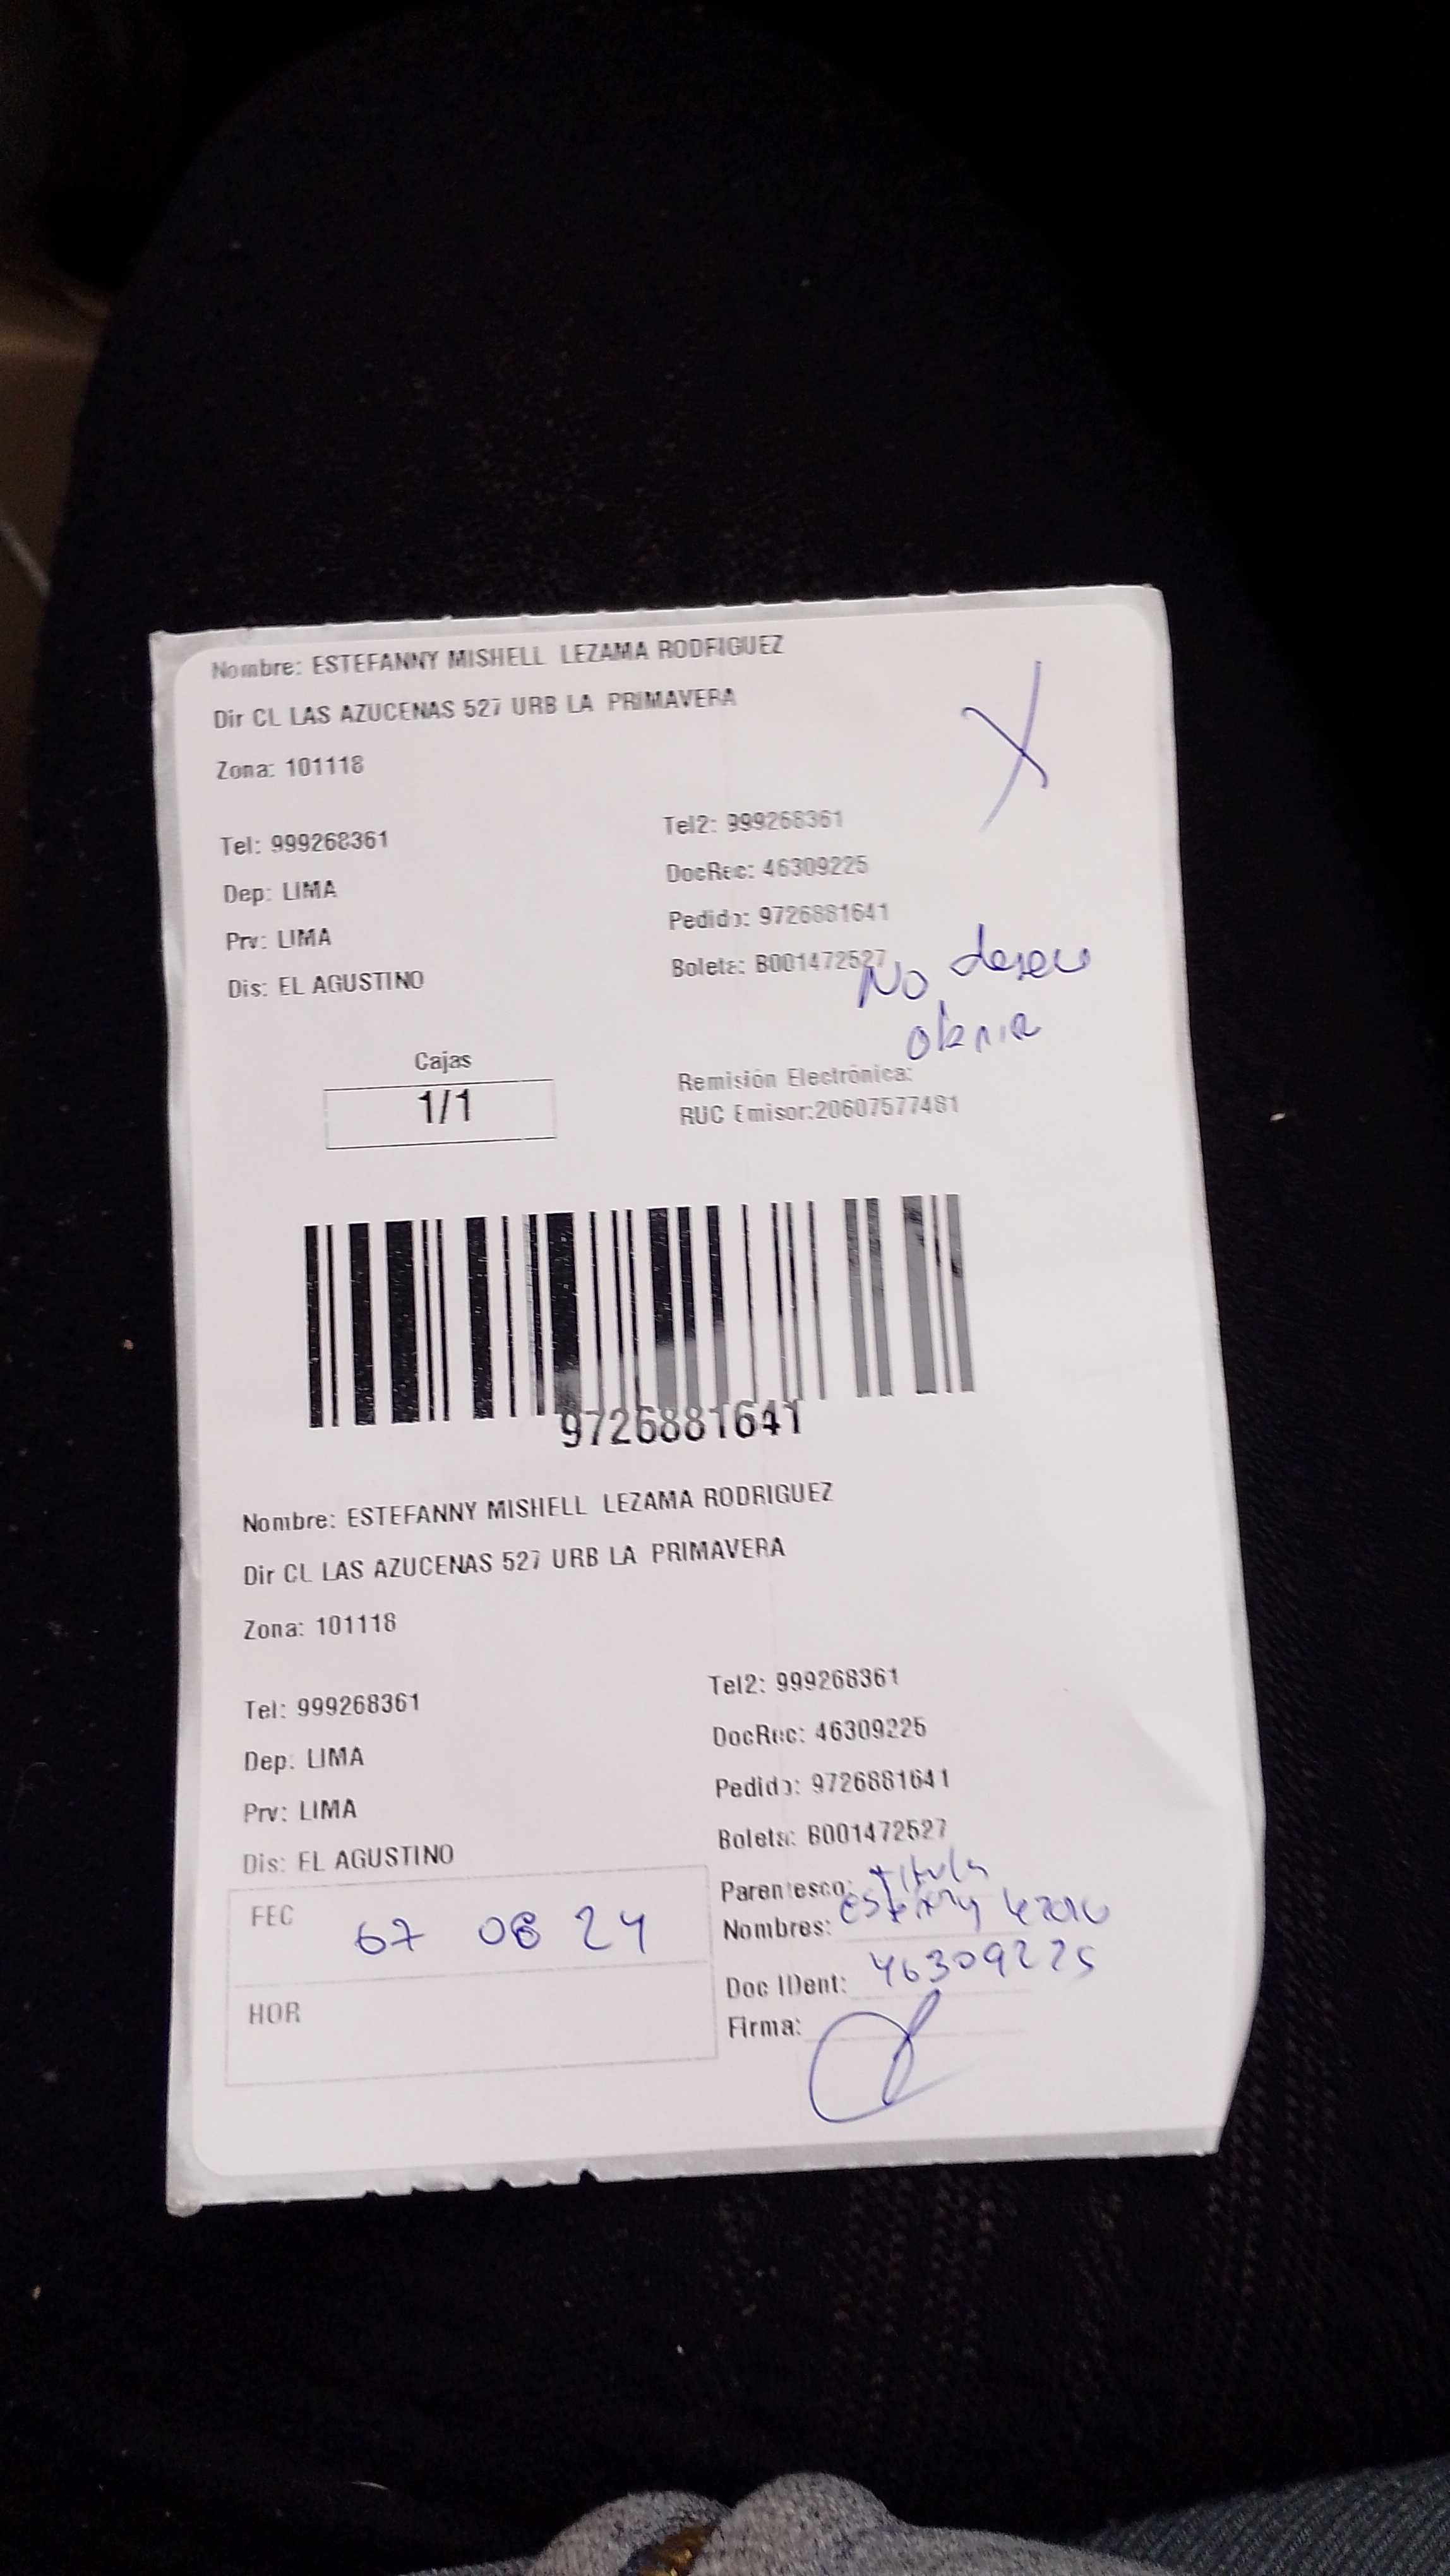 Nombre: ESTEFANNY MISHELL LEZAMA RODRIGUEZ
Dir CL LAS AZUCENAS 527 URB LA PRIMAVERA
Zona: 101118
Tel: 999268361
Tel2: 999268361
Dep: LIMA
DocRec: 46309225
Prv: LIMA
Pedido: 9726881641
Dis: EL AGUSTINO
Boleta: B001472527
No deseo
Cajas
1/1
Remisión Electrónica:
RUC Emisor:20607577481
9726881641
Nombre: ESTEFANNY MISHELL LEZAMA RODRIGUEZ
Dir CL LAS AZUCENAS 527 URB LA PRIMAVERA
Zona: 101118
Tel: 999268361
Tel2: 999268361
Dep: LIMA
DocRec: 46309225
Prv: LIMA
Pedido: 9726881641
Dis: EL AGUSTINO
Boleta: B001472527
Parentesco: titula
FEC 07 08 24
Nombres:
Doc IDent: 46309225
HOR
Firma: